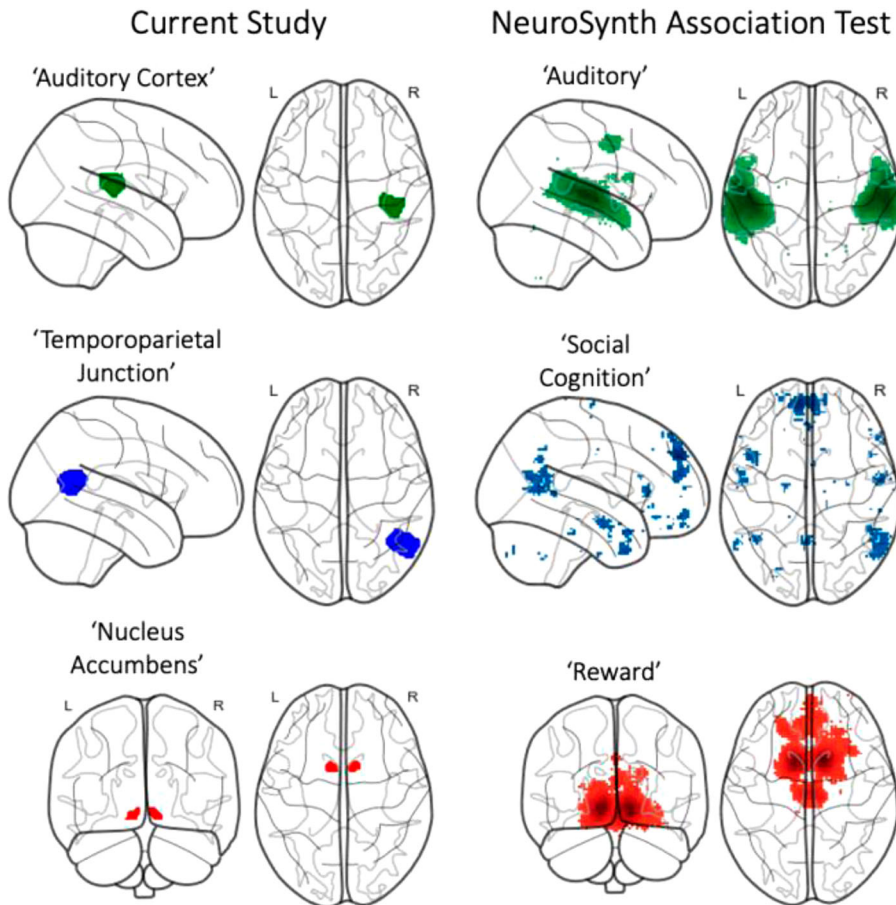 Current Study
NeuroSynth Association Test
‘Auditory Cortex’
L
R
‘Auditory’
L
R
‘Temporoparietal
Junction’
L
R
‘Social
Cognition’
L
R
‘Nucleus
Accumbens’
L
R
L
R
‘Reward’
L
R